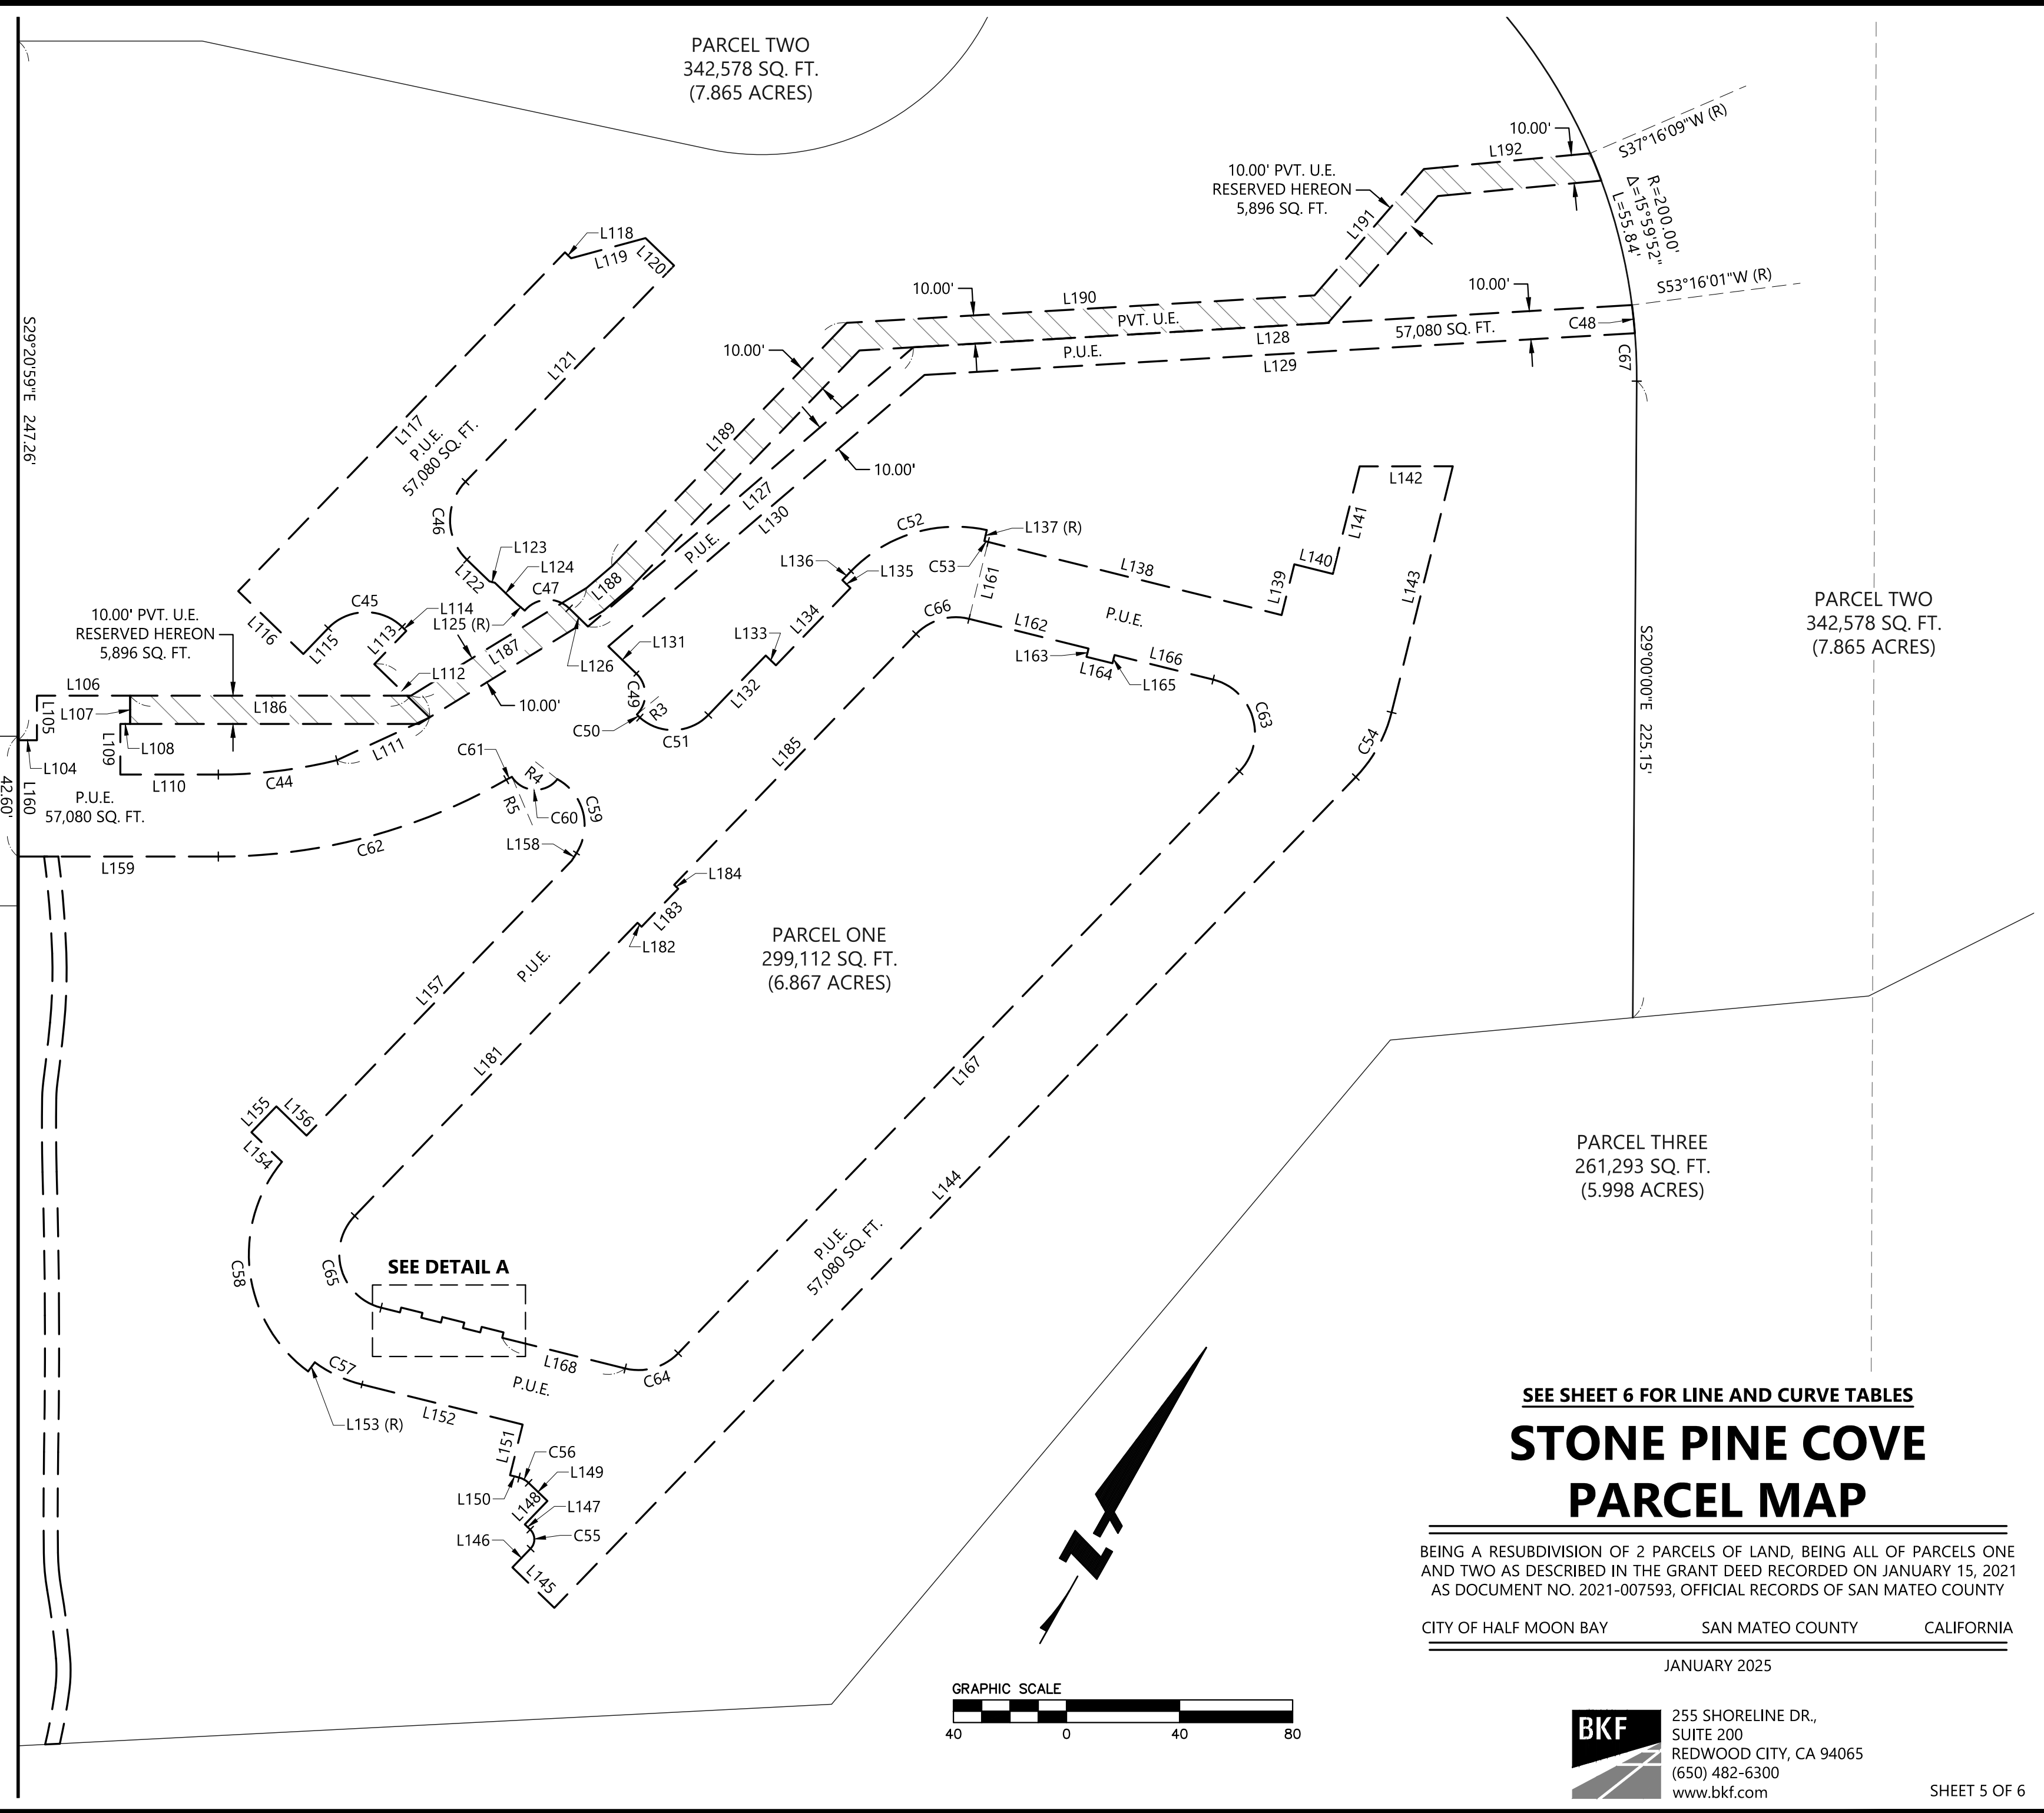 PARCEL TWO
342,578 SQ. FT.
(7.865 ACRES)
10.00'
L192
S37°16'09"W (R)
10.00' PVT. U.E.
RESERVED HEREON
5,896 SQ. FT.
L191
R=200.00'
Δ=15°59'52"
L=55.84'
L118
L119
L120
S53°16'01"W (R)
10.00'
L190
10.00'
PVT. U.E.
57,080 SQ. FT.
C48
L128
P.U.E.
L129
C67
S29°20'59"E 247.26'
10.00'
L121
L117
P.U.E.
57,080 SQ. FT.
L189
10.00'
L127
L130
P.U.E.
L142
C46
C52
L137 (R)
L141
L123
L124
L122
C47
L188
L136
L135
C53
L161
L138
L140
L139
L143
10.00' PVT. U.E.
RESERVED HEREON
5,896 SQ. FT.
C45
L114
L125 (R)
L116
L115
L113
L187
L126
L131
L133
L134
C66
P.U.E.
L162
L163
L164
L165
L166
PARCEL TWO
342,578 SQ. FT.
(7.865 ACRES)
L112
L106
L107
L186
10.00'
L105
L108
L109
L104
L111
C49
R3
C50
C51
L132
C63
C54
S29°00'00"E 225.15'
L110
C44
C61
R4
R5
C59
C60
L185
42.60'
L160
P.U.E.
57,080 SQ. FT.
C62
L158
L159
L184
L183
L182
PARCEL ONE
299,112 SQ. FT.
(6.867 ACRES)
P.U.E.
L157
L181
L167
L155
L156
L154
L144
PARCEL THREE
261,293 SQ. FT.
(5.998 ACRES)
P.U.E.
57,080 SQ. FT.
C58
C65
SEE DETAIL A
L168
C64
C57
P.U.E.
L153 (R)
L152
L151
C56
L149
L150
L148
L147
C55
L146
L145
N
GRAPHIC SCALE
40 0 40 80
SEE SHEET 6 FOR LINE AND CURVE TABLES
STONE PINE COVE
PARCEL MAP
BEING A RESUBDIVISION OF 2 PARCELS OF LAND, BEING ALL OF PARCELS ONE
AND TWO AS DESCRIBED IN THE GRANT DEED RECORDED ON JANUARY 15, 2021
AS DOCUMENT NO. 2021-007593, OFFICIAL RECORDS OF SAN MATEO COUNTY
CITY OF HALF MOON BAY SAN MATEO COUNTY CALIFORNIA
JANUARY 2025
BKF
255 SHORELINE DR.,
SUITE 200
REDWOOD CITY, CA 94065
(650) 482-6300
www.bkf.com
SHEET 5 OF 6